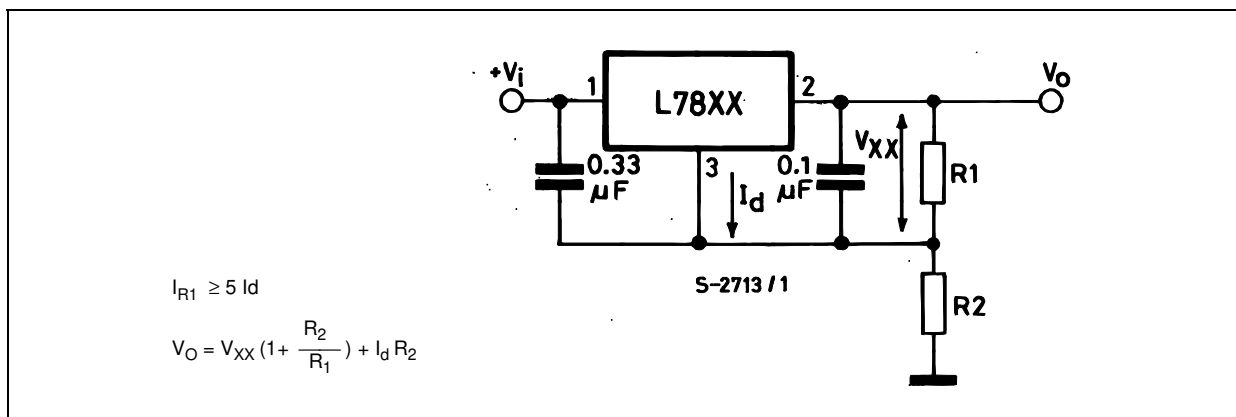 +Vi
1
L78XX
2
Vo
0.33
µF
3
Id
0.1
µF
VXX
R1
S-2713/1
R2
IR1 ≥ 5 Id
VO = VXX (1+ R2/R1) + Id R2